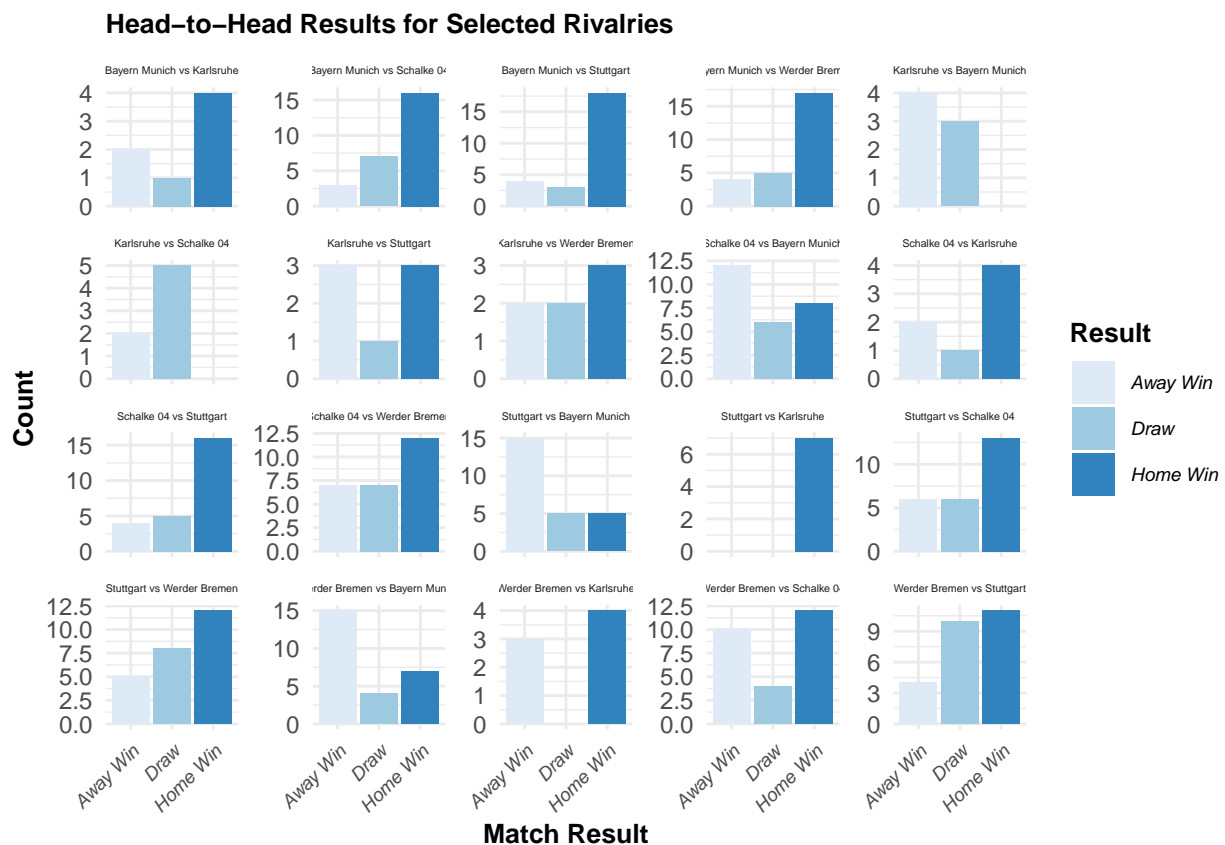 Head−to−Head Results for Selected Rivalries
Bayern Munich vs Karlsruhe
Bayern Munich vs Schalke 04
Bayern Munich vs Stuttgart
yern Munich vs Werder Brem
Karlsruhe vs Bayern Munich
4
3
2
1
0
15
10
5
0
15
10
5
0
15
10
5
0
4
3
2
1
0
Karlsruhe vs Schalke 04
Karlsruhe vs Stuttgart
Karlsruhe vs Werder Bremen
Schalke 04 vs Bayern Munich
Schalke 04 vs Karlsruhe
5
4
3
2
1
0
3
2
1
0
3
2
1
0
12.5
10.0
7.5
5.0
2.5
0.0
4
3
2
1
0
Schalke 04 vs Stuttgart
Schalke 04 vs Werder Bremen
Stuttgart vs Bayern Munich
Stuttgart vs Karlsruhe
Stuttgart vs Schalke 04
15
10
5
0
12.5
10.0
7.5
5.0
2.5
0.0
15
10
5
0
6
4
2
0
10
5
0
Stuttgart vs Werder Bremen
rder Bremen vs Bayern Mun
Werder Bremen vs Karlsruhe
Werder Bremen vs Schalke 04
Werder Bremen vs Stuttgart
12.5
10.0
7.5
5.0
2.5
0.0
15
10
5
0
4
3
2
1
0
12.5
10.0
7.5
5.0
2.5
0.0
9
6
3
0
Away Win
Draw
Home Win
Away Win
Draw
Home Win
Away Win
Draw
Home Win
Away Win
Draw
Home Win
Away Win
Draw
Home Win
Match Result
Count
Result
Away Win
Draw
Home Win